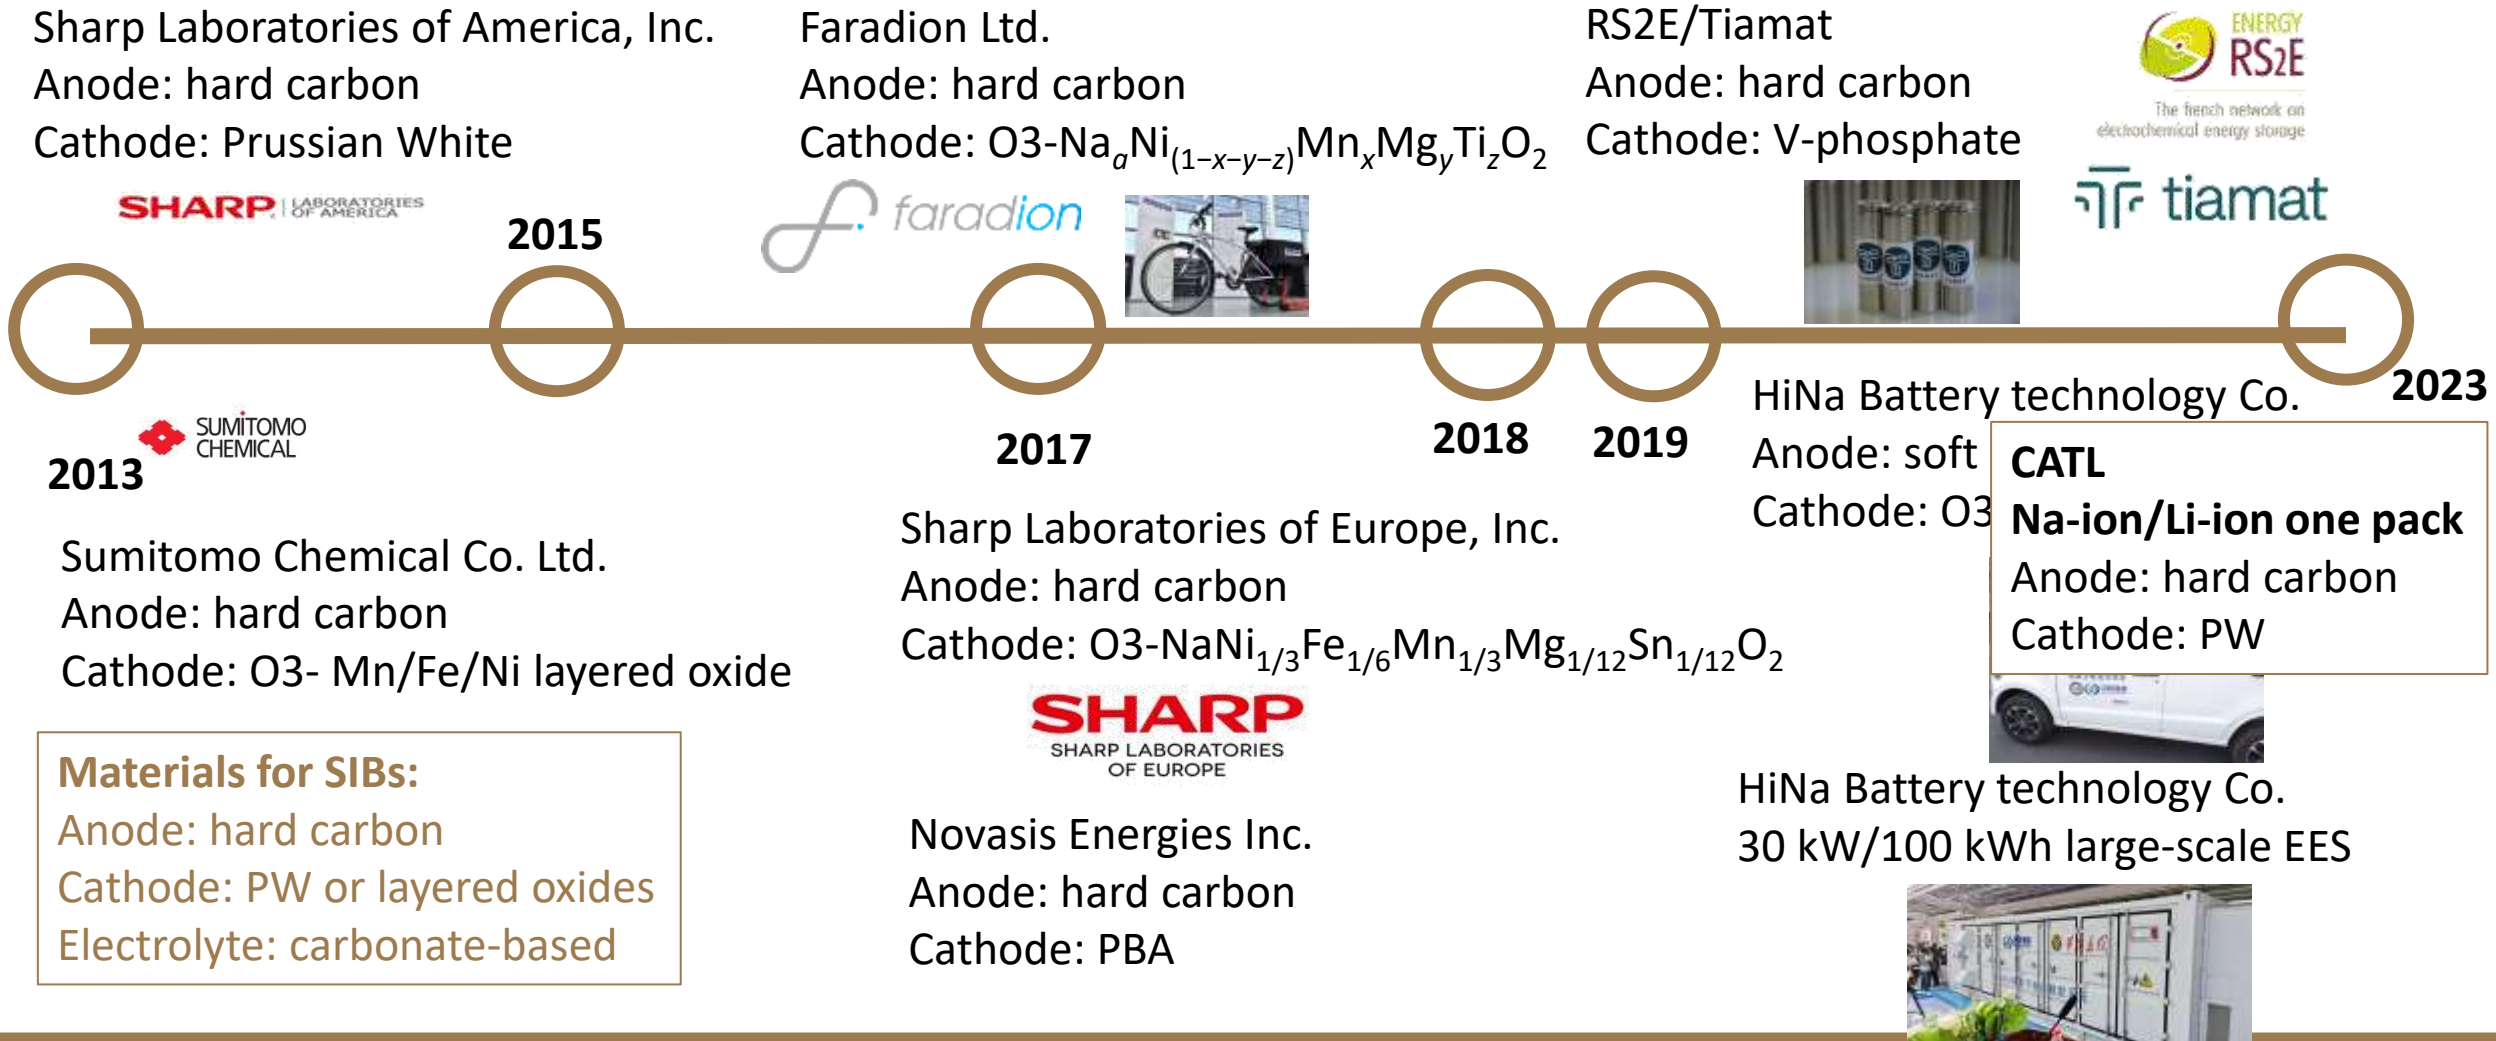 Sharp Laboratories of America, Inc.
Anode: hard carbon
Cathode: Prussian White
SHARP LABORATORIES
OF AMERICA
2015
Faradion Ltd.
Anode: hard carbon
Cathode: O3-NaₐNi₍₁₋ₓ₋y₋z₎MnₓMgyTizO₂
faradion
RS2E/Tiamat
Anode: hard carbon
Cathode: V-phosphate
ENERGY
RS2E
The french network on
electrochemical energy storage
tiamat
SUMITOMO
CHEMICAL
2013
Sumitomo Chemical Co. Ltd.
Anode: hard carbon
Cathode: O3- Mn/Fe/Ni layered oxide
2017
2018
2019
2023
Sharp Laboratories of Europe, Inc.
Anode: hard carbon
Cathode: O3-NaNi₁/₃Fe₁/₆Mn₁/₃Mg₁/₁₂Sn₁/₁₂O₂
SHARP
SHARP LABORATORIES
OF EUROPE
Novasis Energies Inc.
Anode: hard carbon
Cathode: PBA
HiNa Battery technology Co.
Anode: soft
Cathode: O3
CATL
Na-ion/Li-ion one pack
Anode: hard carbon
Cathode: PW
HiNa Battery technology Co.
30 kW/100 kWh large-scale EES
Materials for SIBs:
Anode: hard carbon
Cathode: PW or layered oxides
Electrolyte: carbonate-based